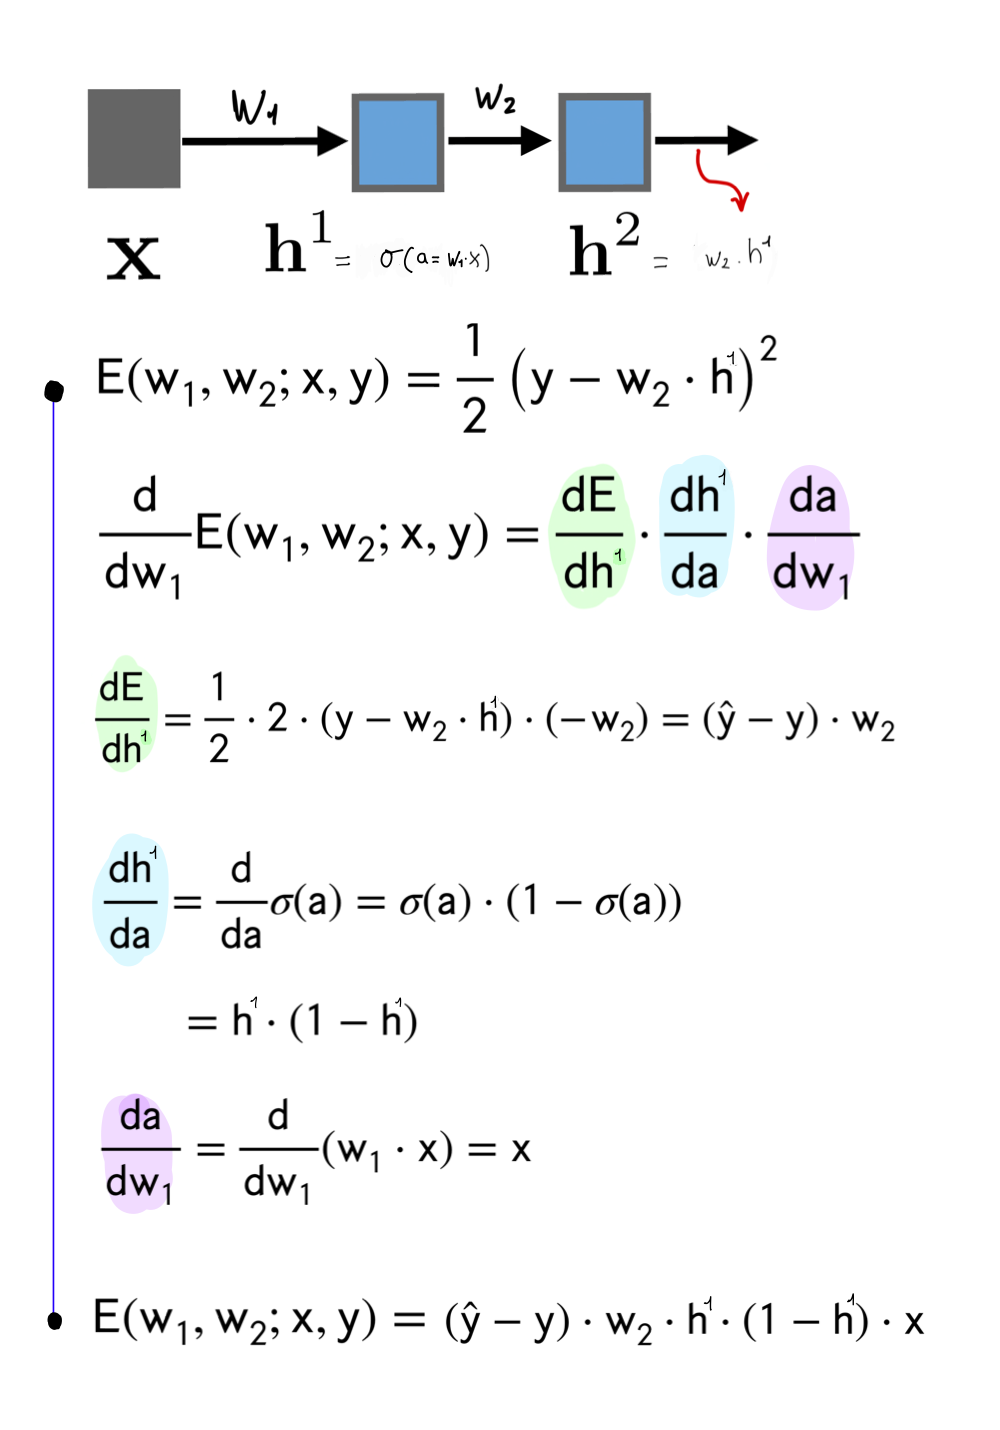 W₁ W₂
x h¹ = σ(a = w₁·x) h² = w₂ . h¹
E(w₁, w₂; x, y) = 1/2 (y − w₂ · h¹)²
d/dw₁ E(w₁, w₂; x, y) = dE/dh¹ · dh¹/da · da/dw₁
dE/dh¹ = 1/2 · 2 · (y − w₂ · h¹) · (−w₂) = (ŷ − y) · w₂
dh¹/da = d/da σ(a) = σ(a) · (1 − σ(a))
= h¹ · (1 − h¹)
da/dw₁ = d/dw₁ (w₁ · x) = x
E(w₁, w₂; x, y) = (ŷ − y) · w₂ · h¹ · (1 − h¹) · x